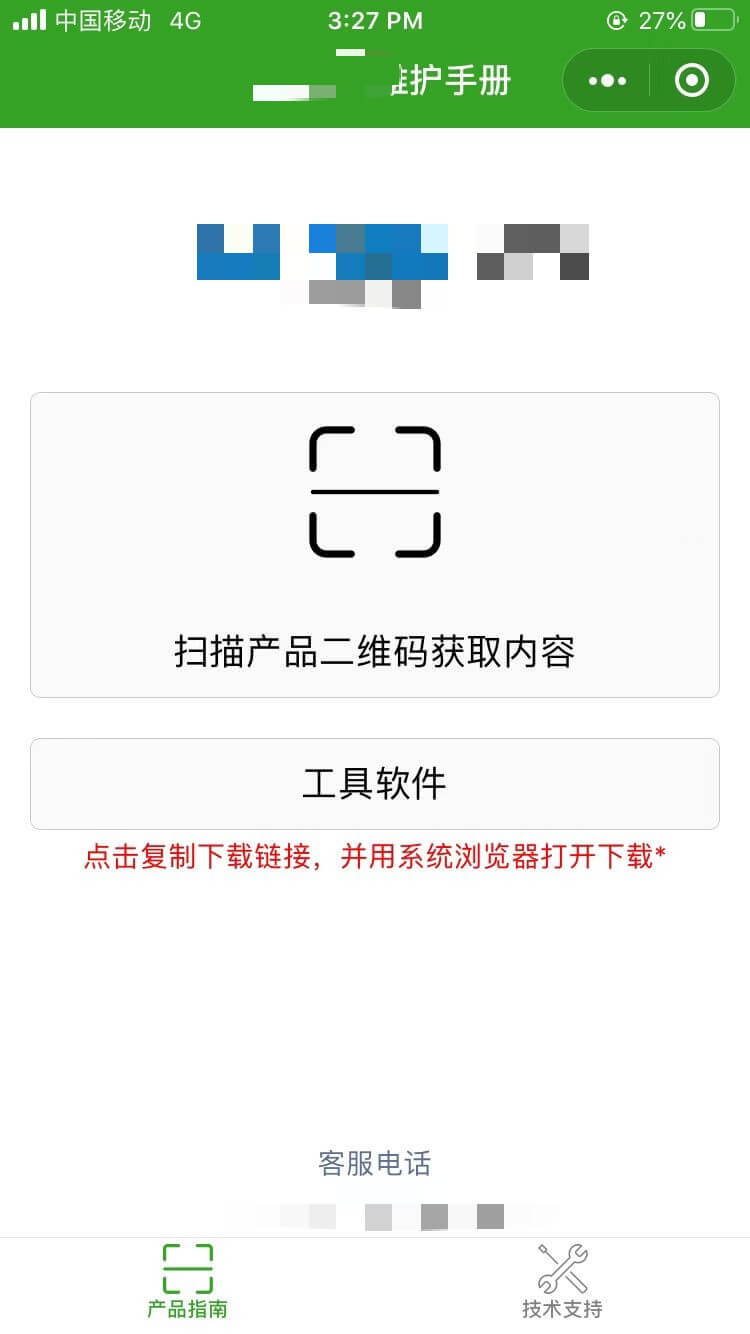 中国移动 4G 3:27 PM 27%
护手册
扫描产品二维码获取内容
工具软件
点击复制下载链接，并用系统浏览器打开下载*
客服电话
产品指南 技术支持